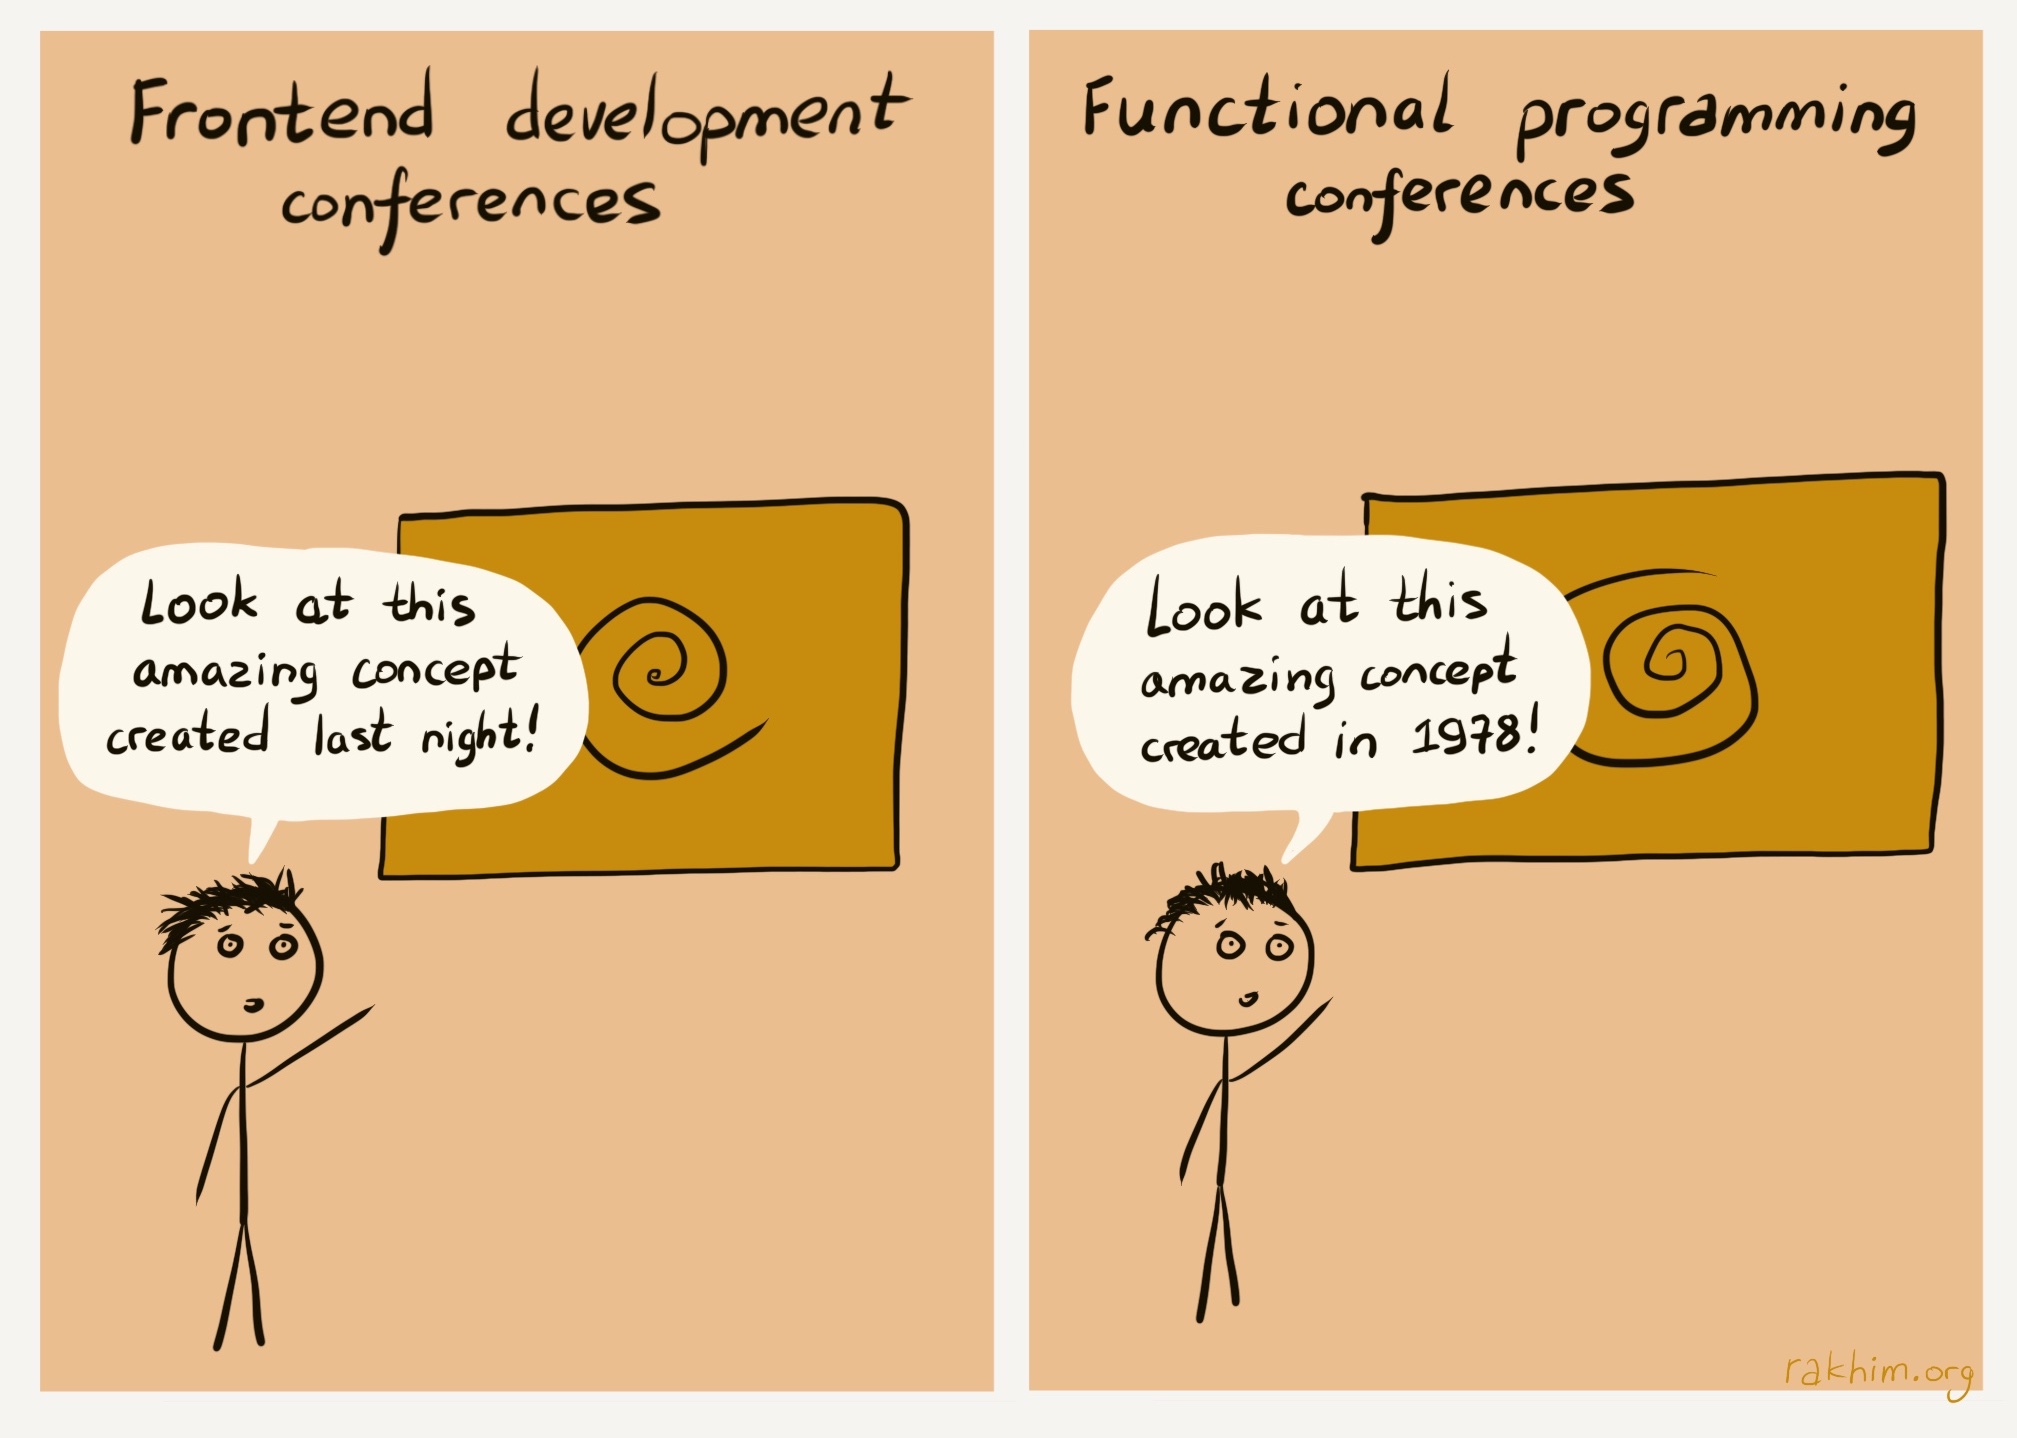 Frontend development
conferences
Look at this
amazing concept
created last night!
Functional programming
conferences
Look at this
amazing concept
created in 1978!
rakhim.org